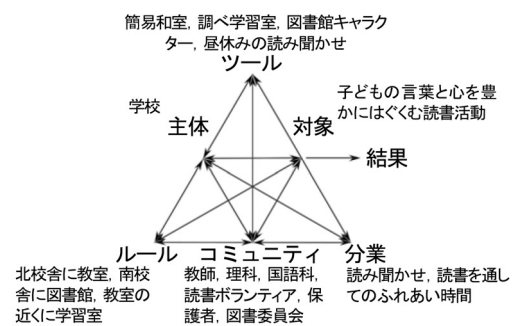 簡易和室, 調べ学習室, 図書館キャラク
ター, 昼休みの読み聞かせ
ツール
子どもの言葉と心を豊
かにはぐくむ読書活動
学校
主体
対象
結果
ルール
コミュニティ
分業
北校舎に教室, 南校
舎に図書館, 教室の
近くに学習室
教師, 理科, 国語科,
読書ボランティア, 保
護者, 図書委員会
読み聞かせ, 読書を通し
てのふれあい時間